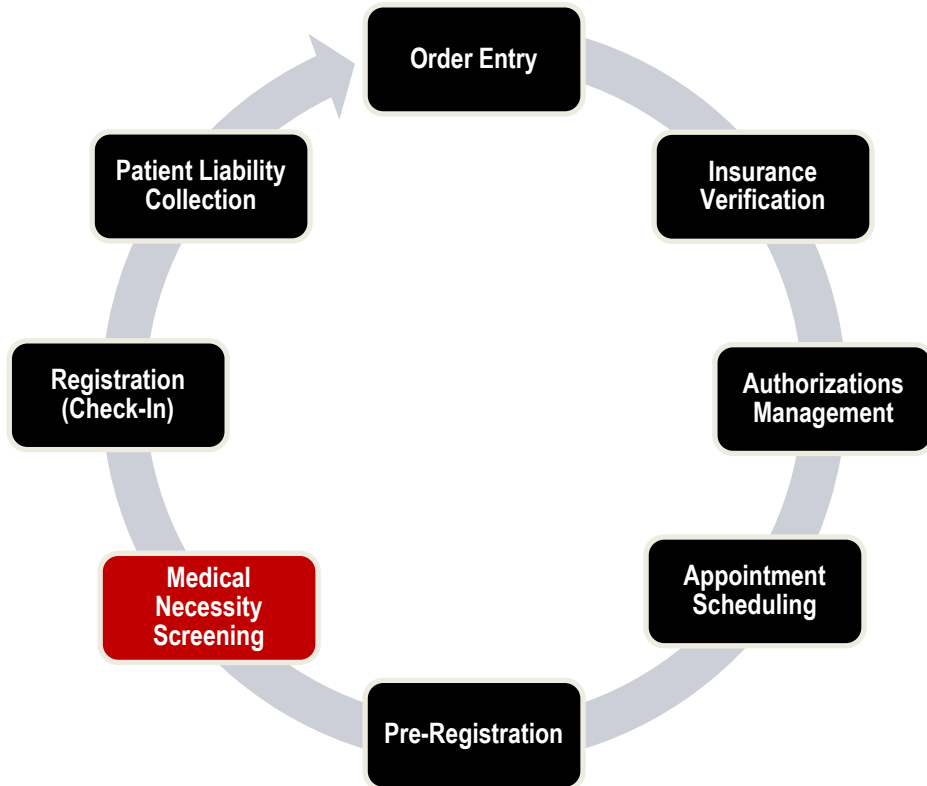 Order Entry
Insurance
Verification
Authorizations
Management
Appointment
Scheduling
Pre-Registration
Medical
Necessity
Screening
Registration
(Check-In)
Patient Liability
Collection